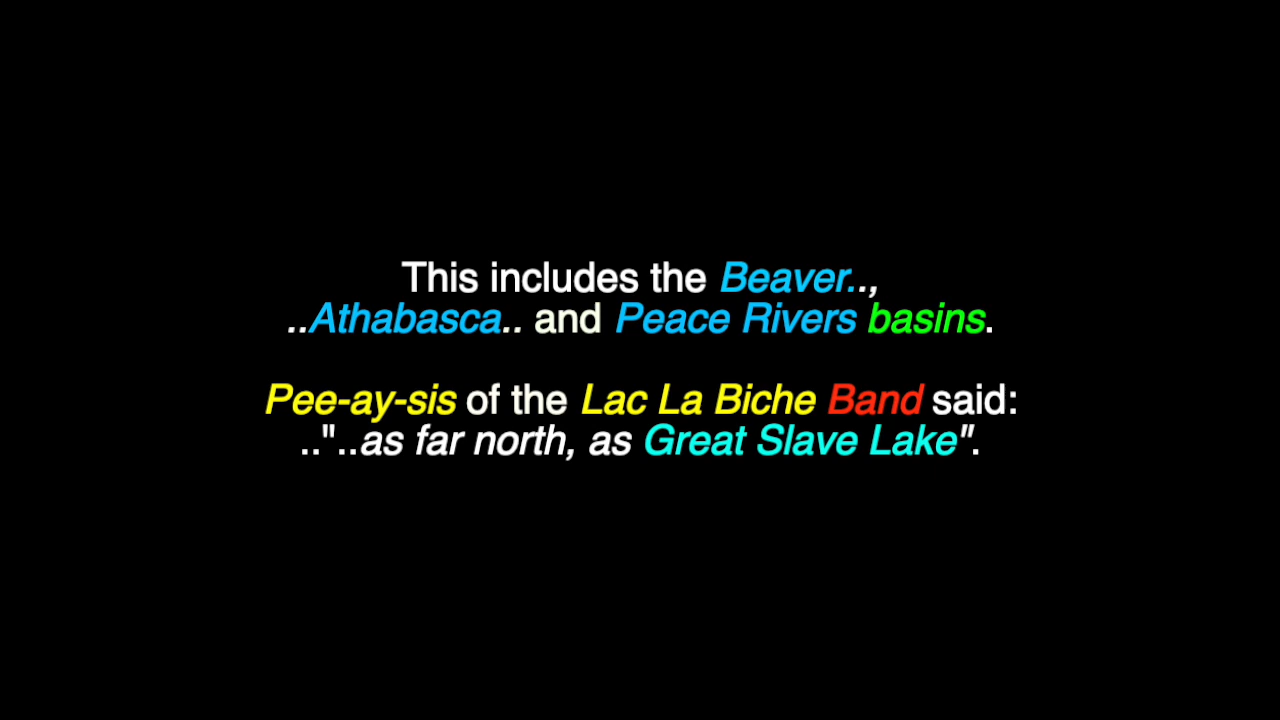 This includes the Beaver..,
..Athabasca.. and Peace Rivers basins.
Pee-ay-sis of the Lac La Biche Band said:
.."..as far north, as Great Slave Lake".